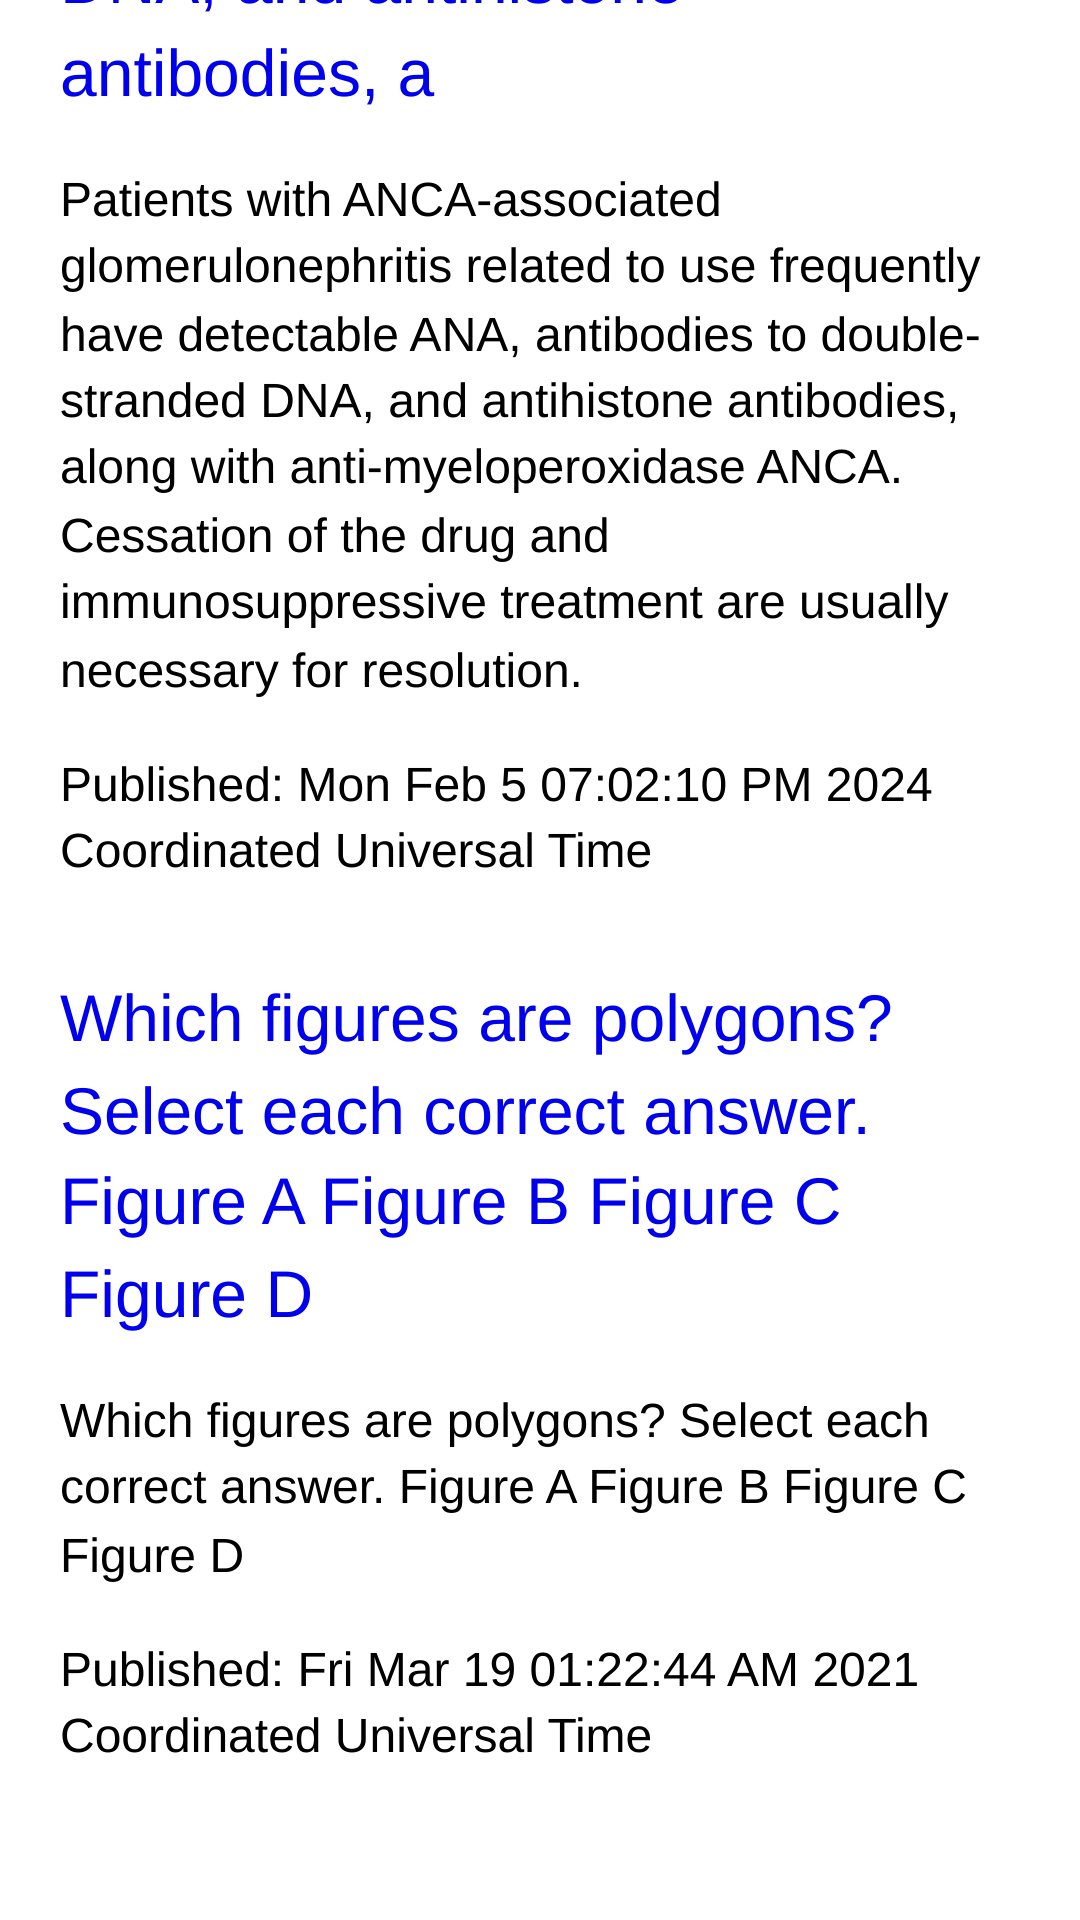 DNA, and antihistone
antibodies, a
Patients with ANCA-associated
glomerulonephritis related to use frequently
have detectable ANA, antibodies to double-
stranded DNA, and antihistone antibodies,
along with anti-myeloperoxidase ANCA.
Cessation of the drug and
immunosuppressive treatment are usually
necessary for resolution.
Published: Mon Feb 5 07:02:10 PM 2024
Coordinated Universal Time
Which figures are polygons?
Select each correct answer.
Figure A Figure B Figure C
Figure D
Which figures are polygons? Select each
correct answer. Figure A Figure B Figure C
Figure D
Published: Fri Mar 19 01:22:44 AM 2021
Coordinated Universal Time